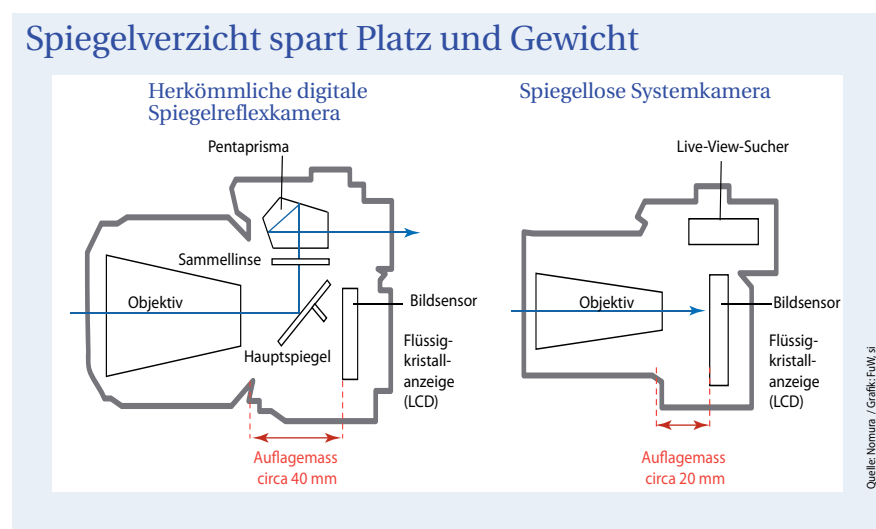 Spiegelverzicht spart Platz und Gewicht
Herkömmliche digitale
Spiegelreflexkamera
Pentaprisma
Sammellinse
Objektiv
Bildsensor
Hauptspiegel
Flüssig-
kristall-
anzeige
(LCD)
Auflagemass
circa 40 mm
Spiegellose Systemkamera
Live-View-Sucher
Objektiv
Bildsensor
Flüssig-
kristall-
anzeige
(LCD)
Auflagemass
circa 20 mm
Quelle: Nomura / Grafik: FuW, si